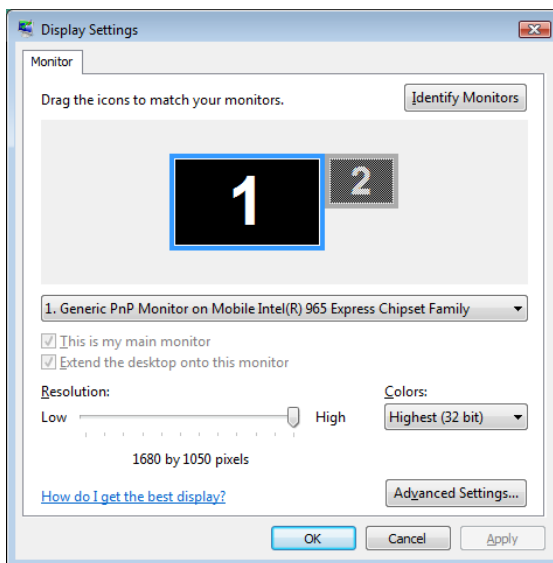 Display Settings
Monitor
Drag the icons to match your monitors.
Identify Monitors
1
2
1. Generic PnP Monitor on Mobile Intel(R) 965 Express Chipset Family
This is my main monitor
Extend the desktop onto this monitor
Resolution:
Colors:
Low
High
Highest (32 bit)
1680 by 1050 pixels
How do I get the best display?
Advanced Settings...
OK
Cancel
Apply